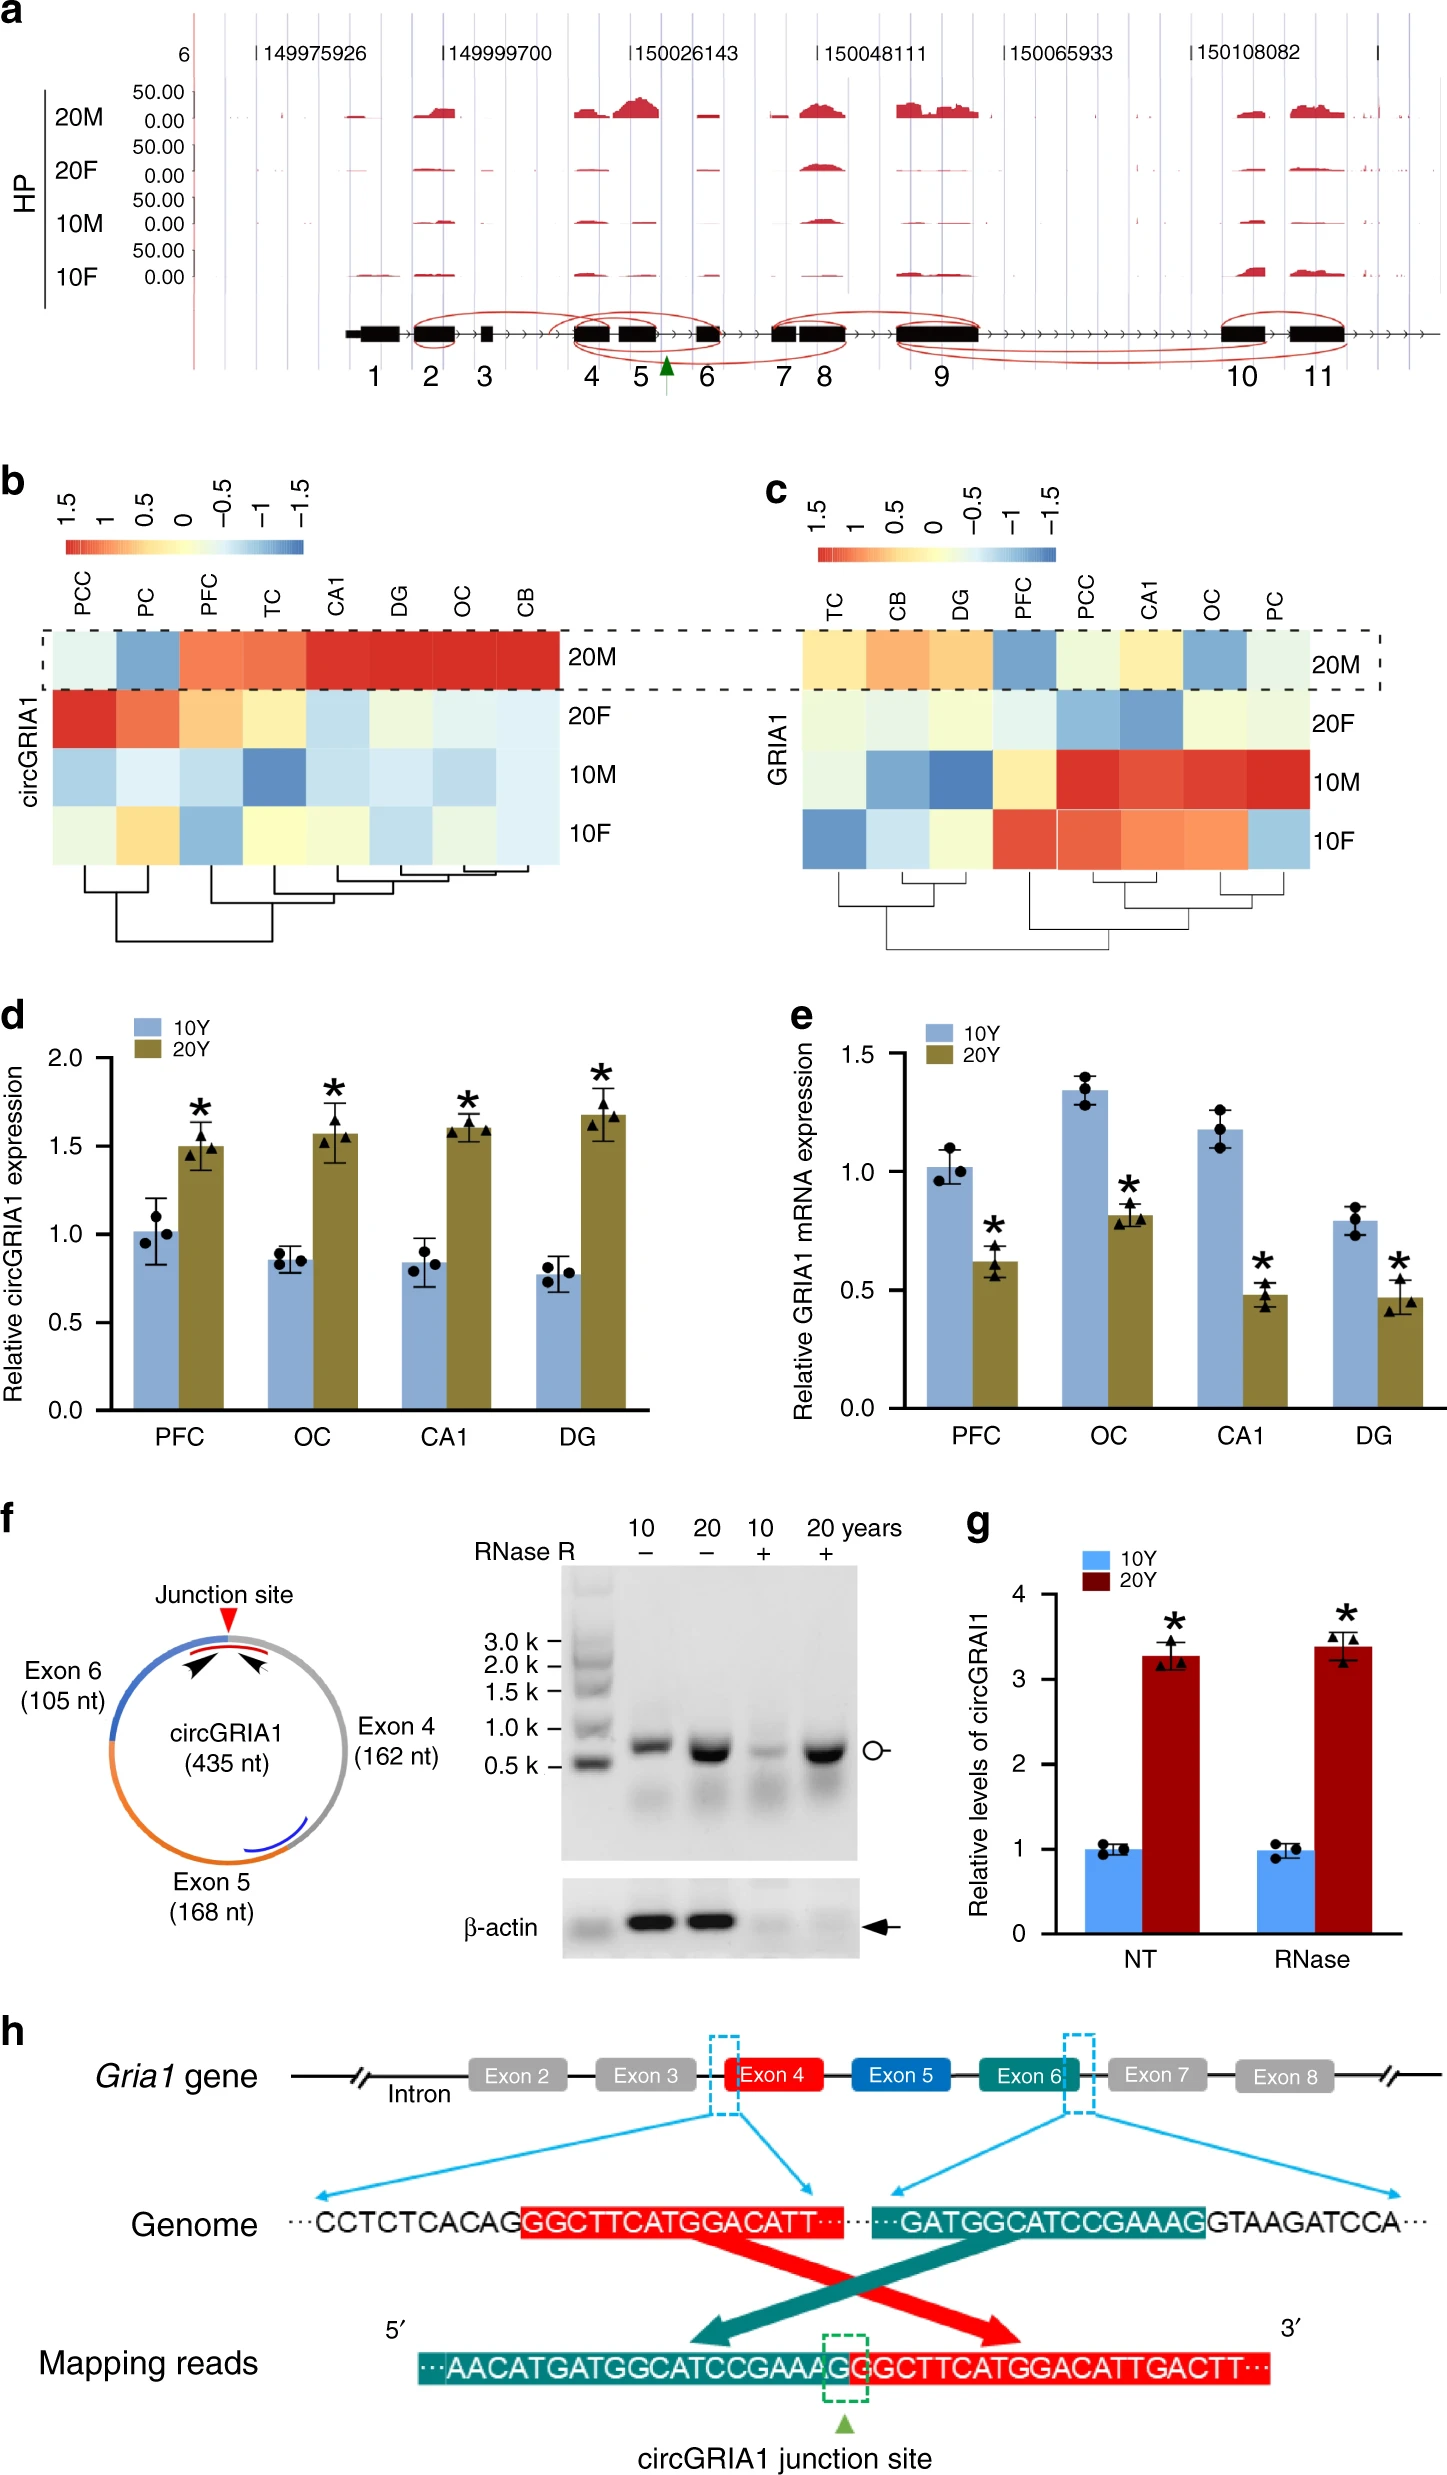 a
6 149975926 149999700 150026143 150048111 150065933 150108082
HP
20M 50.00 0.00
20F 50.00 0.00
10M 50.00 0.00
10F 50.00 0.00
1 2 3 4 5 6 7 8 9 10 11
b
1.5 1 0.5 0 −0.5 −1 −1.5
PCC PC PFC TC CA1 DG OC CB
circGRIA1
20M
20F
10M
10F
c
1.5 1 0.5 0 −0.5 −1 −1.5
TC CB DG PFC PCC CA1 OC PC
GRIA1
20M
20F
10M
10F
d
10Y
20Y
Relative circGRIA1 expression
2.0
1.5
1.0
0.5
0.0
* * * *
PFC OC CA1 DG
e
10Y
20Y
Relative GRIA1 mRNA expression
1.5
1.0
0.5
0.0
* * * *
PFC OC CA1 DG
f
Junction site
Exon 6
(105 nt)
circGRIA1
(435 nt)
Exon 4
(162 nt)
Exon 5
(168 nt)
10 20 10 20 years
RNase R − − + +
3.0 k
2.0 k
1.5 k
1.0 k
0.5 k
β-actin
g
10Y
20Y
Relative levels of circGRAI1
4
3
2
1
0
* *
NT RNase
h
Gria1 gene
Intron
Exon 2 Exon 3 Exon 4 Exon 5 Exon 6 Exon 7 Exon 8
Genome ···CCTCTCACAGGGCTTCATGGACATT··· ···GATGGCATCCGAAAGGTAAGATCCA···
5′ 3′
Mapping reads ···AACATGATGGCATCCGAAAGGGCTTCATGGACATTGACTT···
circGRIA1 junction site